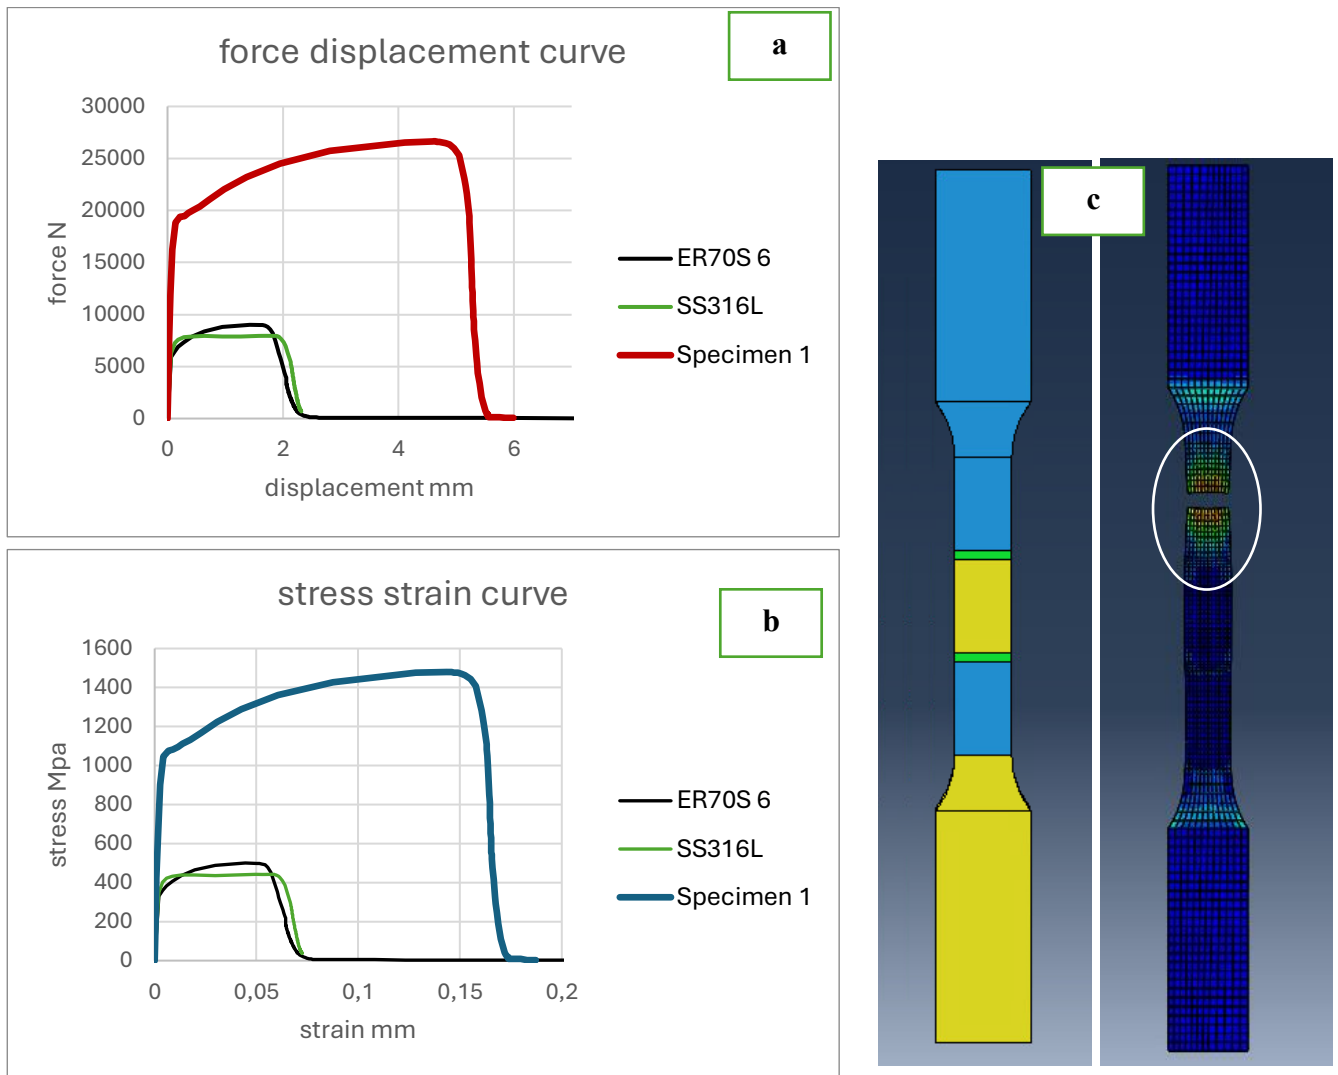 force displacement curve
a
30000
25000
20000
15000
10000
5000
0
force N
0 2 4 6
displacement mm
ER70S 6
SS316L
Specimen 1
stress strain curve
b
1600
1400
1200
1000
800
600
400
200
0
stress Mpa
0 0,05 0,1 0,15 0,2
strain mm
ER70S 6
SS316L
Specimen 1
c